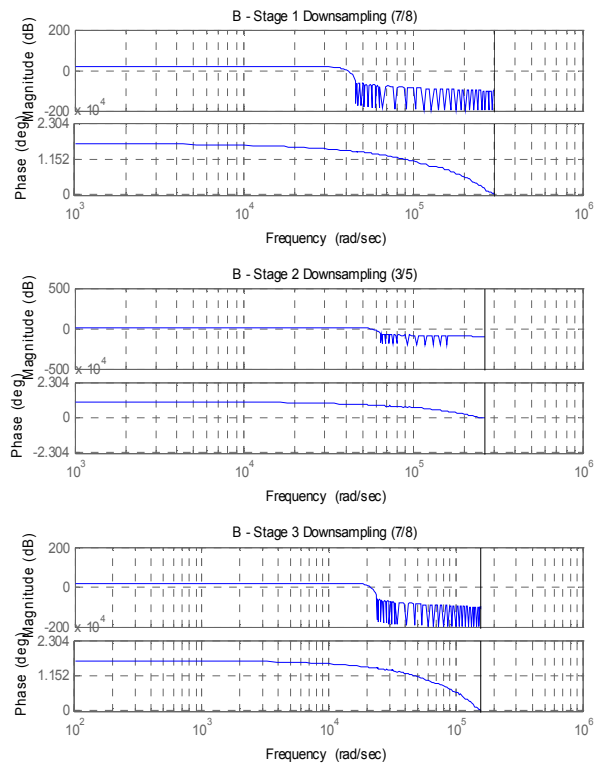 B - Stage 1 Downsampling (7/8)
Magnitude (dB)
200
0
-200
x 10^4
Phase (deg)
2.304
1.152
0
10^3 10^4 10^5 10^6
Frequency (rad/sec)
B - Stage 2 Downsampling (3/5)
Magnitude (dB)
500
0
-500
x 10^4
Phase (deg)
2.304
0
-2.304
10^3 10^4 10^5 10^6
Frequency (rad/sec)
B - Stage 3 Downsampling (7/8)
Magnitude (dB)
200
0
-200
x 10^4
Phase (deg)
2.304
1.152
0
10^2 10^3 10^4 10^5 10^6
Frequency (rad/sec)